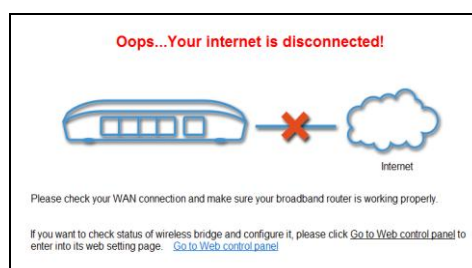 Oops...Your internet is disconnected!
Internet
Please check your WAN connection and make sure your broadband router is working properly.
If you want to check status of wireless bridge and configure it, please click Go to Web control panel to
enter into its web setting page. Go to Web control panel